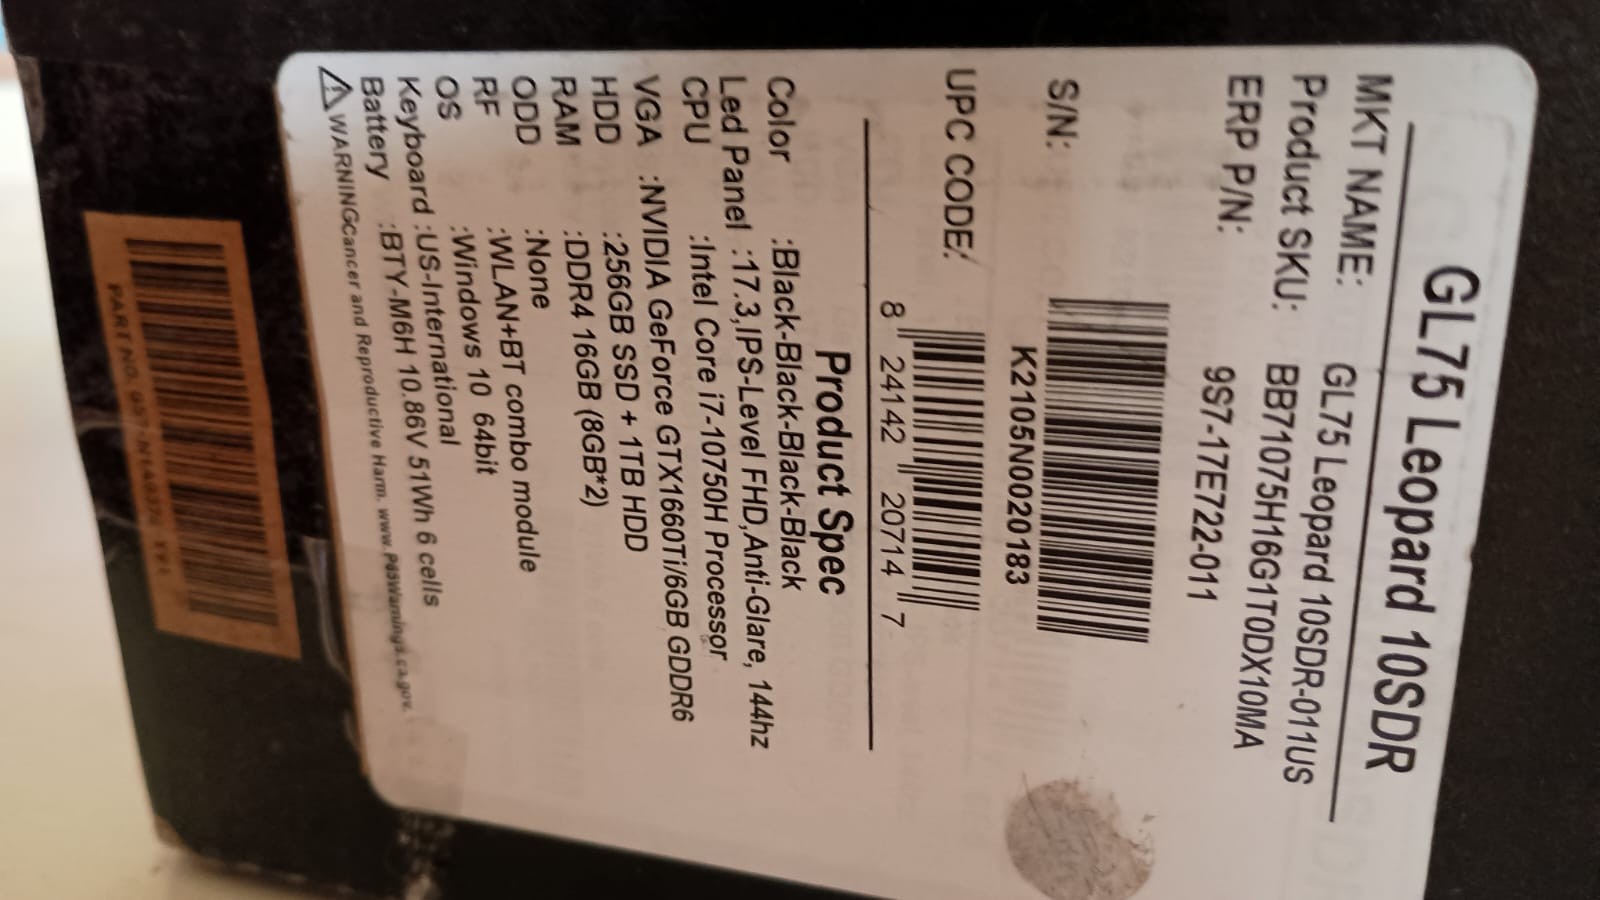 GL75 Leopard 10SDR
MKT NAME: GL75 Leopard 10SDR-011US
Product SKU: BB71075H16G1T0DX10MA
ERP P/N: 9S7-17E722-011
S/N:
K2105N0020183
UPC CODE:
8 24142 20714 7
Product Spec
Color :Black-Black-Black-Black
Led Panel :17.3,IPS-Level FHD,Anti-Glare, 144hz
CPU :Intel Core i7-10750H Processor
VGA :NVIDIA GeForce GTX1660Ti/6GB GDDR6
HDD :256GB SSD + 1TB HDD
RAM :DDR4 16GB (8GB*2)
ODD :None
RF :WLAN+BT combo module
OS :Windows 10 64bit
Keyboard :US-International
Battery :BTY-M6H 10.86V 51Wh 6 cells
⚠WARNING:Cancer and Reproductive Harm. www.P65Warnings.ca.gov.
PART NO.